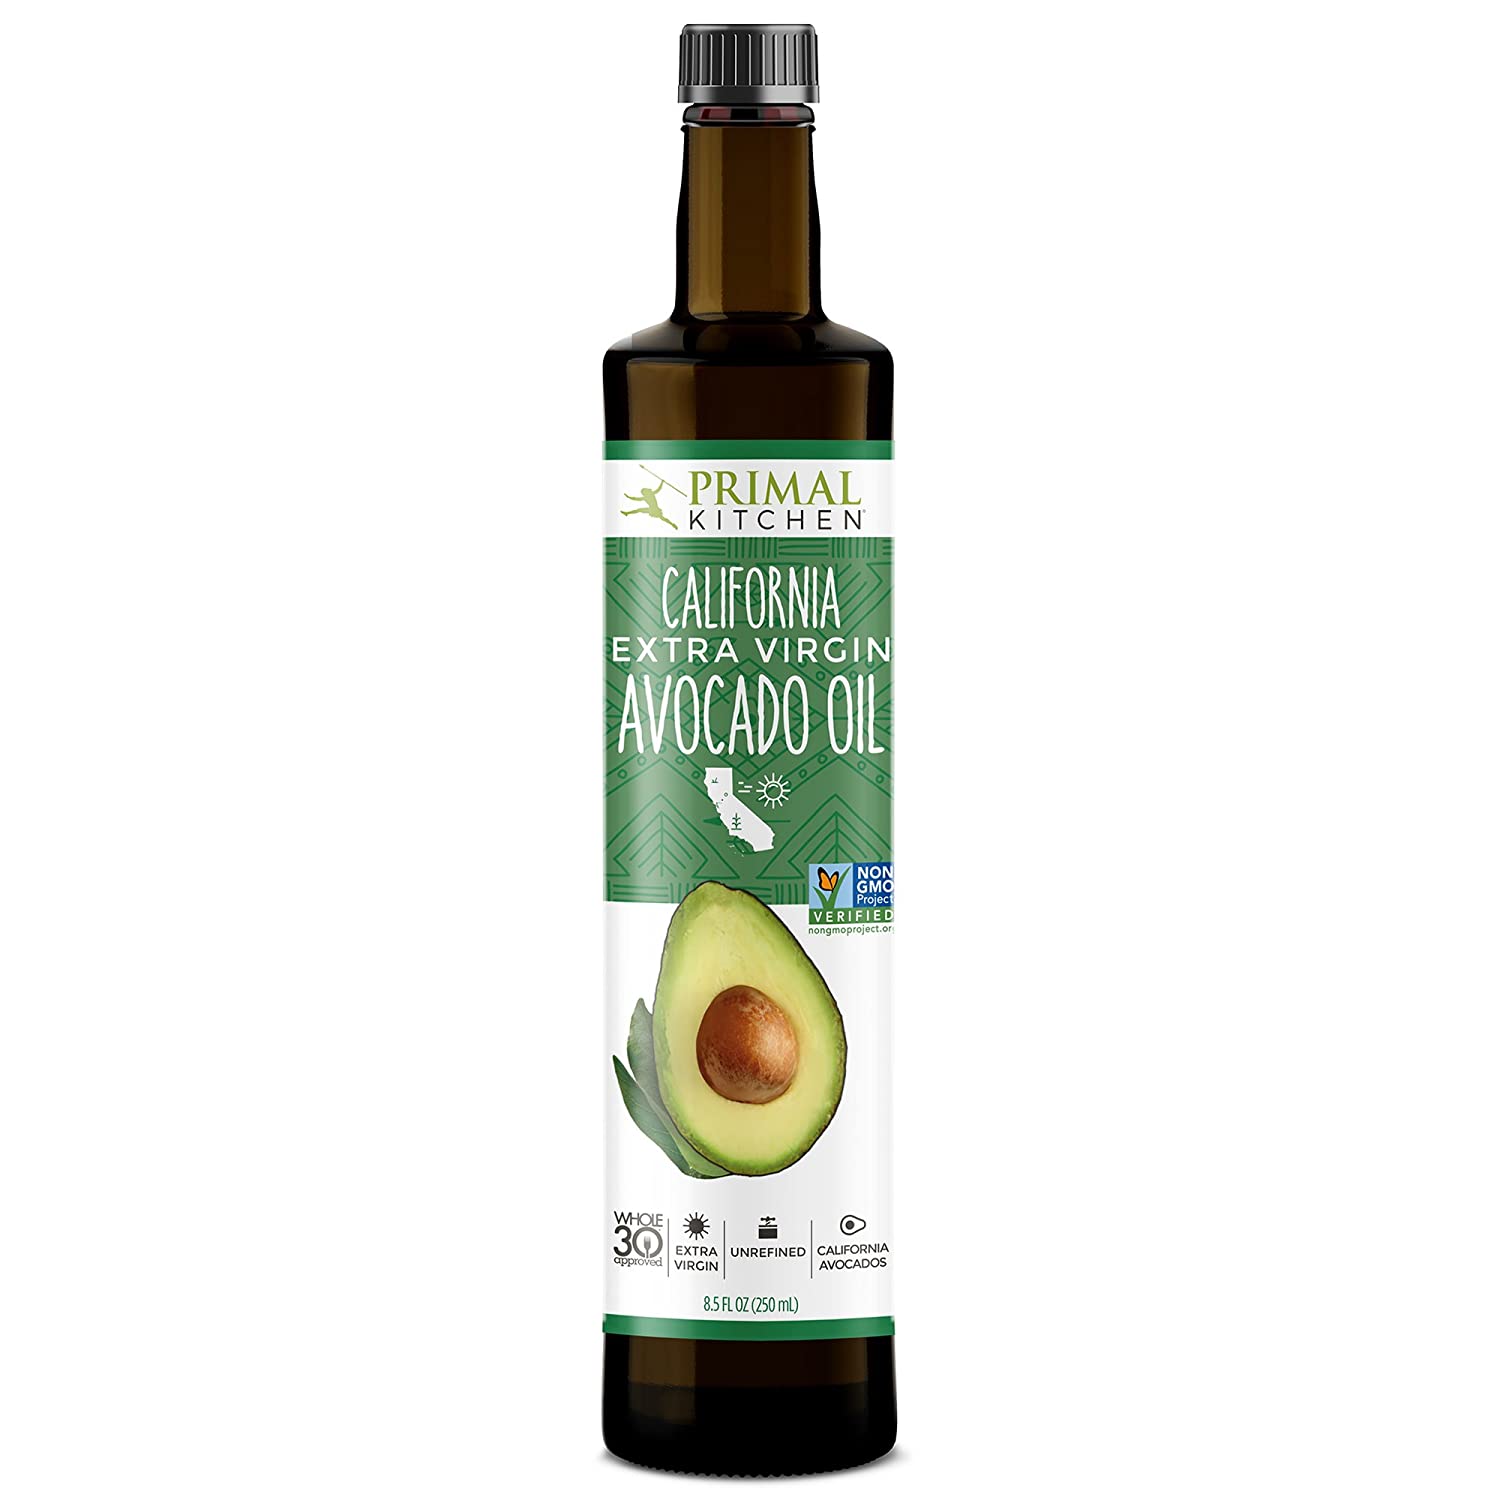 PRIMAL
KITCHEN®
CALIFORNIA
EXTRA VIRGIN
AVOCADO OIL
NON
GMO
Project
VERIFIED
nongmoproject.org
WHOLE
30
approved
EXTRA
VIRGIN
UNREFINED
CALIFORNIA
AVOCADOS
8.5 FL OZ (250 mL)